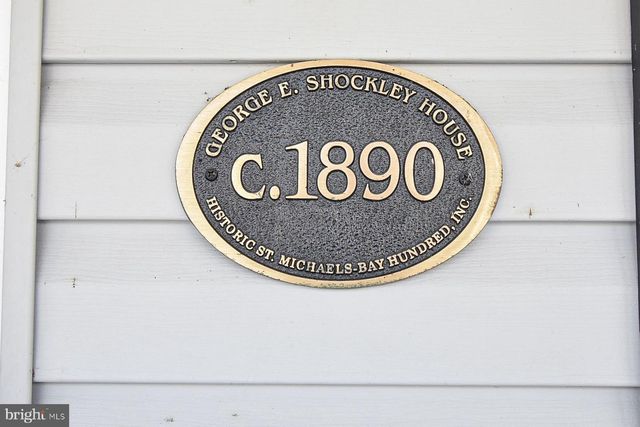 GEORGE E. SHOCKLEY HOUSE
c.1890
HISTORIC ST. MICHAELS-BAY HUNDRED, INC.
bright MLS